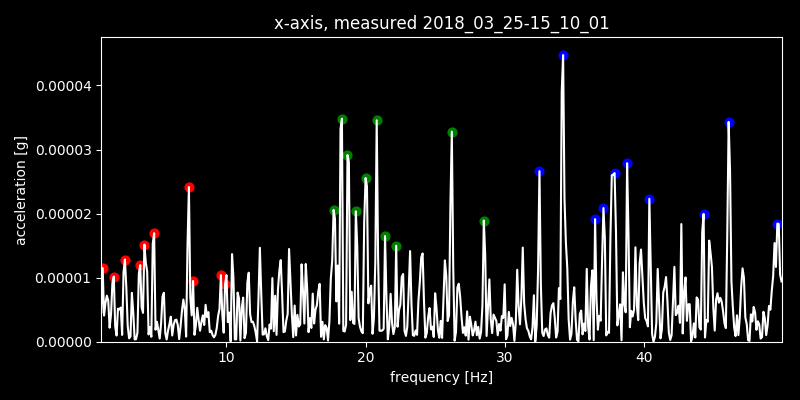 x-axis, measured 2018_03_25-15_10_01
0.00004
0.00003
0.00002
0.00001
0.00000
acceleration [g]
10 20 30 40
frequency [Hz]